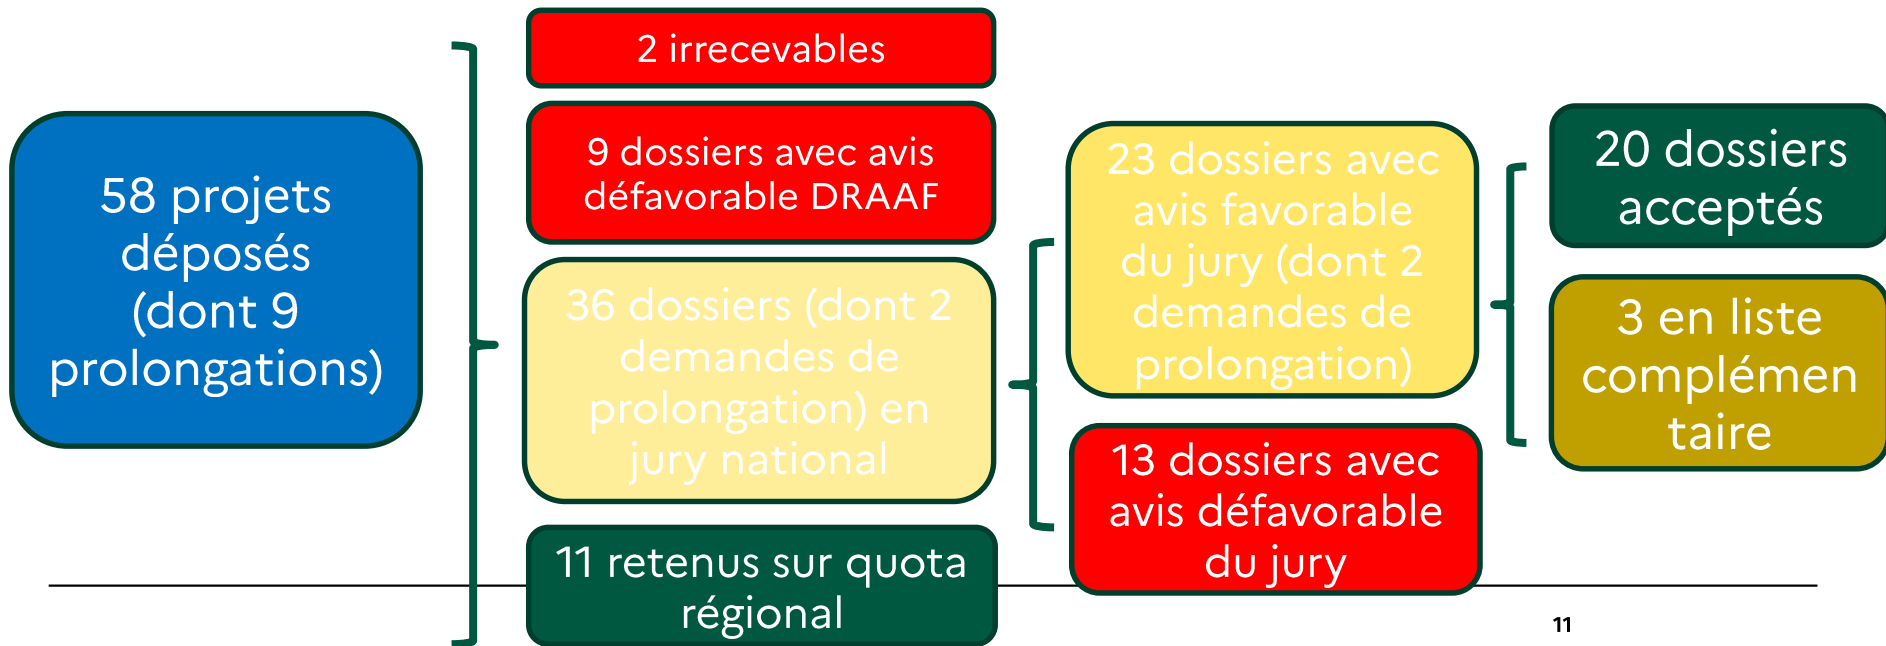 58 projets
déposés
(dont 9
prolongations)
2 irrecevables
9 dossiers avec avis
défavorable DRAAF
36 dossiers (dont 2
demandes de
prolongation) en
jury national
11 retenus sur quota
régional
23 dossiers avec
avis favorable
du jury (dont 2
demandes de
prolongation)
13 dossiers avec
avis défavorable
du jury
20 dossiers
acceptés
3 en liste
complémen
taire
11